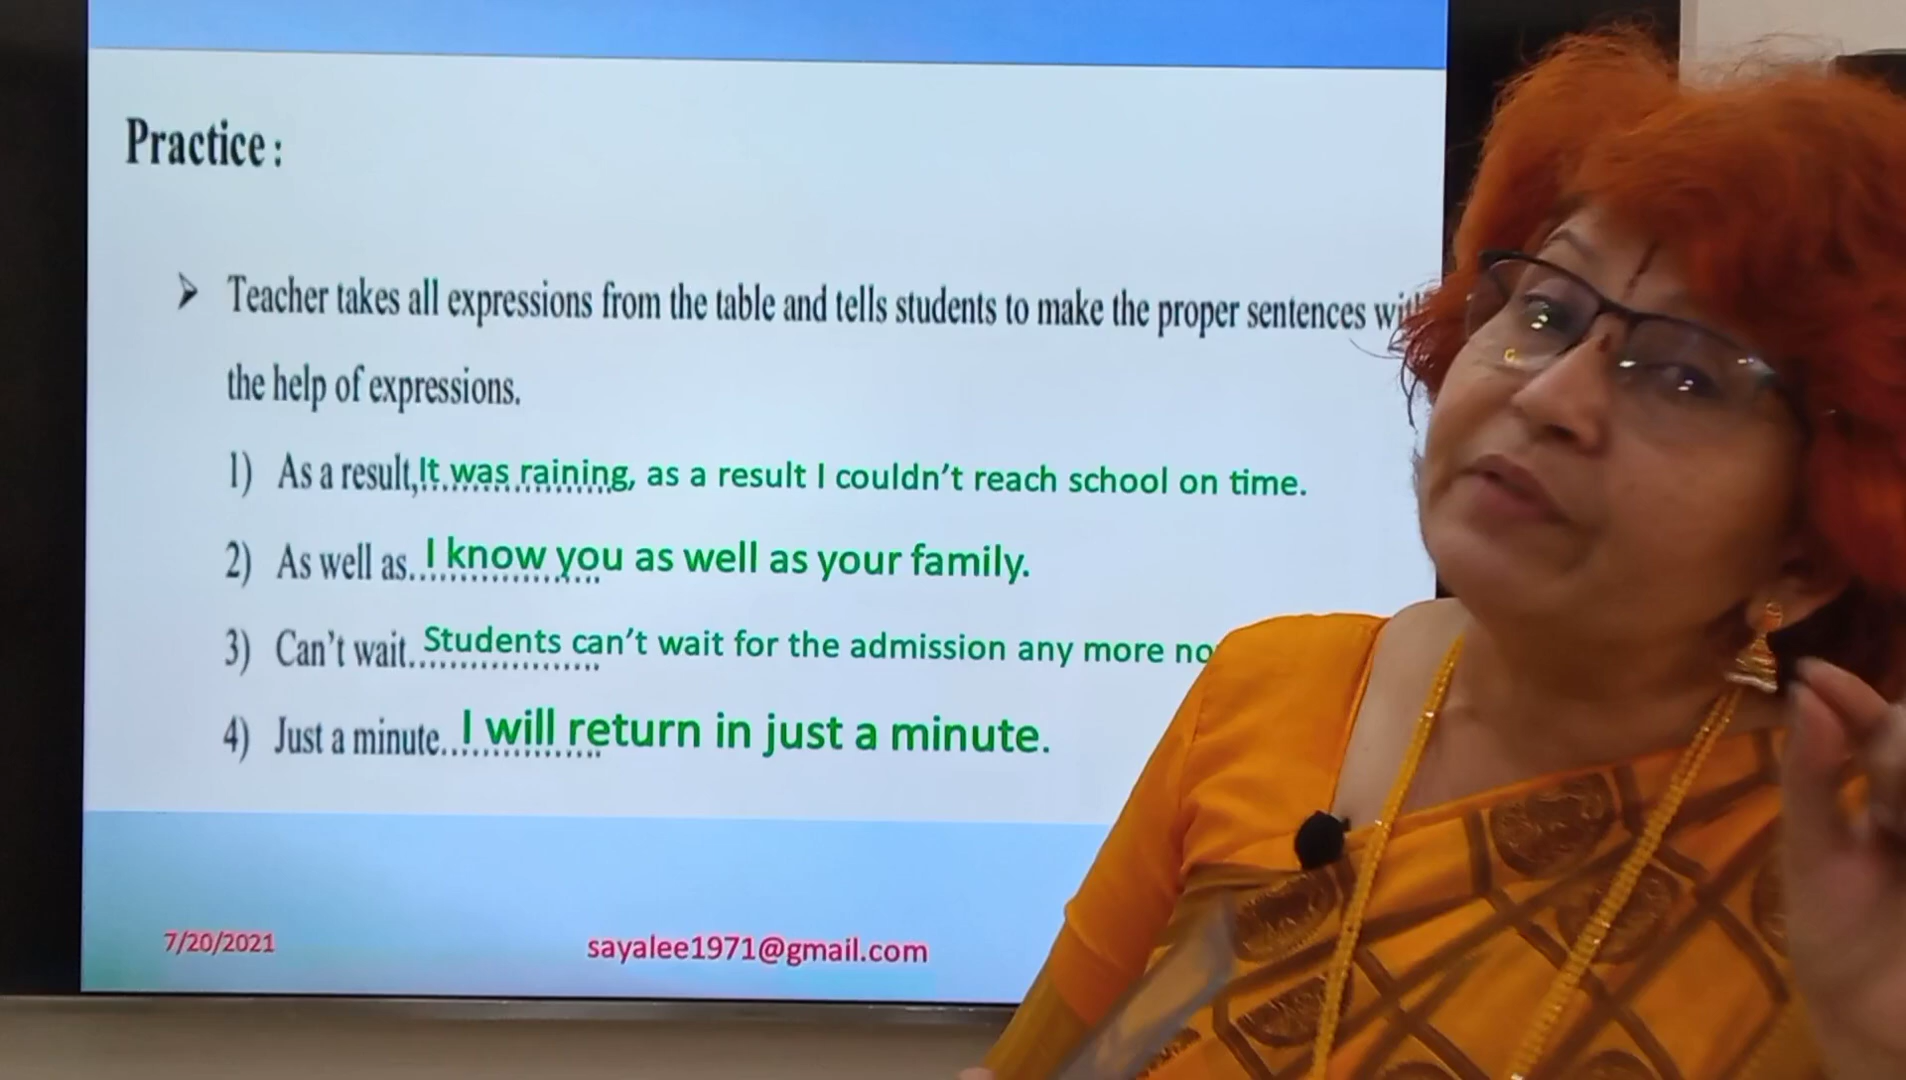 Practice :
➢ Teacher takes all expressions from the table and tells students to make the proper sentences
the help of expressions.
1) As a result,It was raining, as a result I couldn't reach school on time.
2) As well as..I know you as well as your family.
3) Can't wait..Students can't wait for the admission any more
4) Just a minute...I will return in just a minute.
7/20/2021 sayalee1971@gmail.com